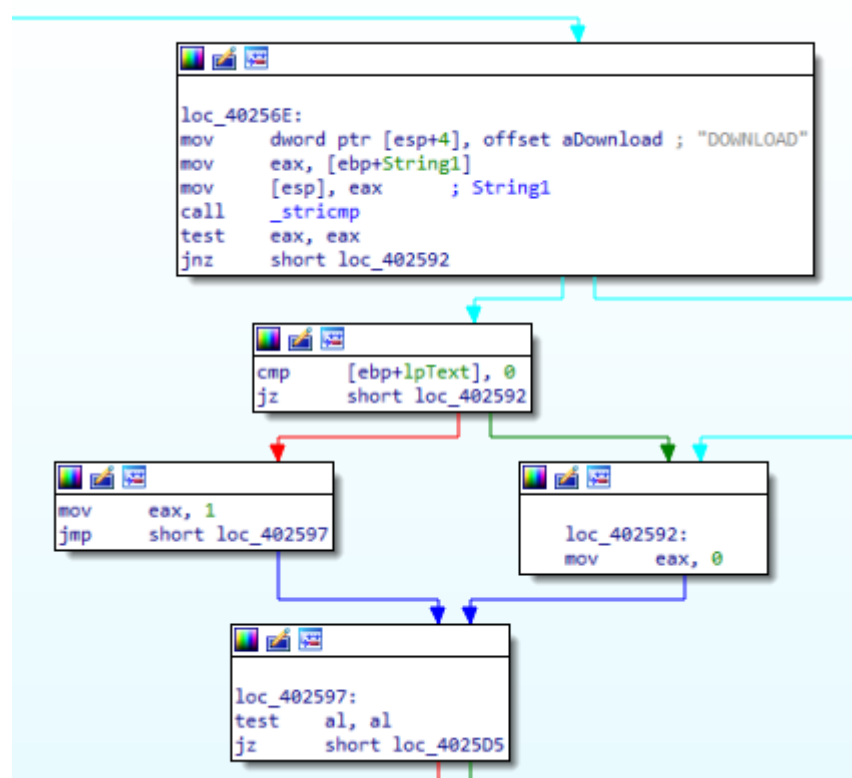 loc_40256E:
mov dword ptr [esp+4], offset aDownload ; "DOWNLOAD"
mov eax, [ebp+String1]
mov [esp], eax ; String1
call _stricmp
test eax, eax
jnz short loc_402592
cmp [ebp+lpText], 0
jz short loc_402592
mov eax, 1
jmp short loc_402597
loc_402592:
mov eax, 0
loc_402597:
test al, al
jz short loc_4025D5